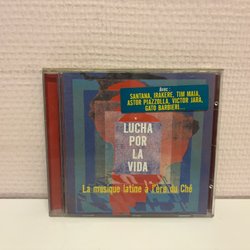 Avec :
SANTANA, IRAKERE, TIM MAIA,
ASTOR PIAZZOLLA, VICTOR JARA,
GATO BARBIERI...
LUCHA
POR
LA
VIDA
La musique latine à l'ère du Ché